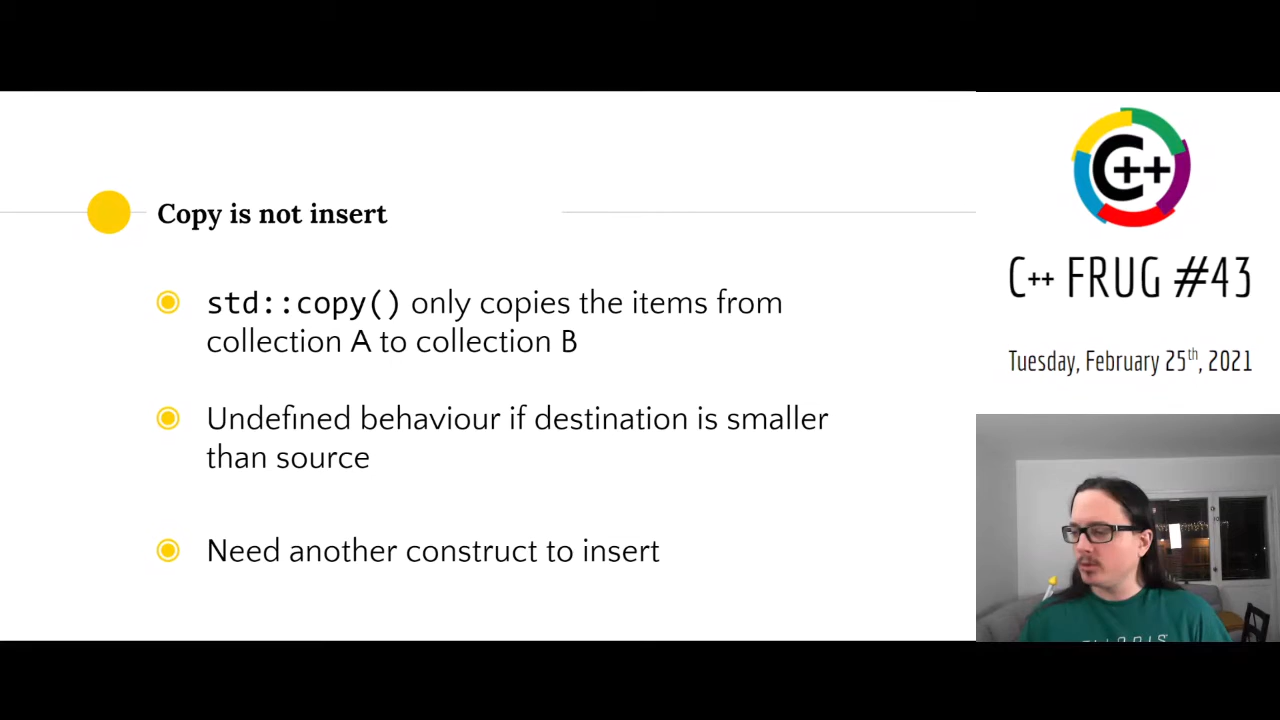 Copy is not insert
std::copy() only copies the items from
collection A to collection B
Undefined behaviour if destination is smaller
than source
Need another construct to insert
C++
C++ FRUG #43
Tuesday, February 25th, 2021